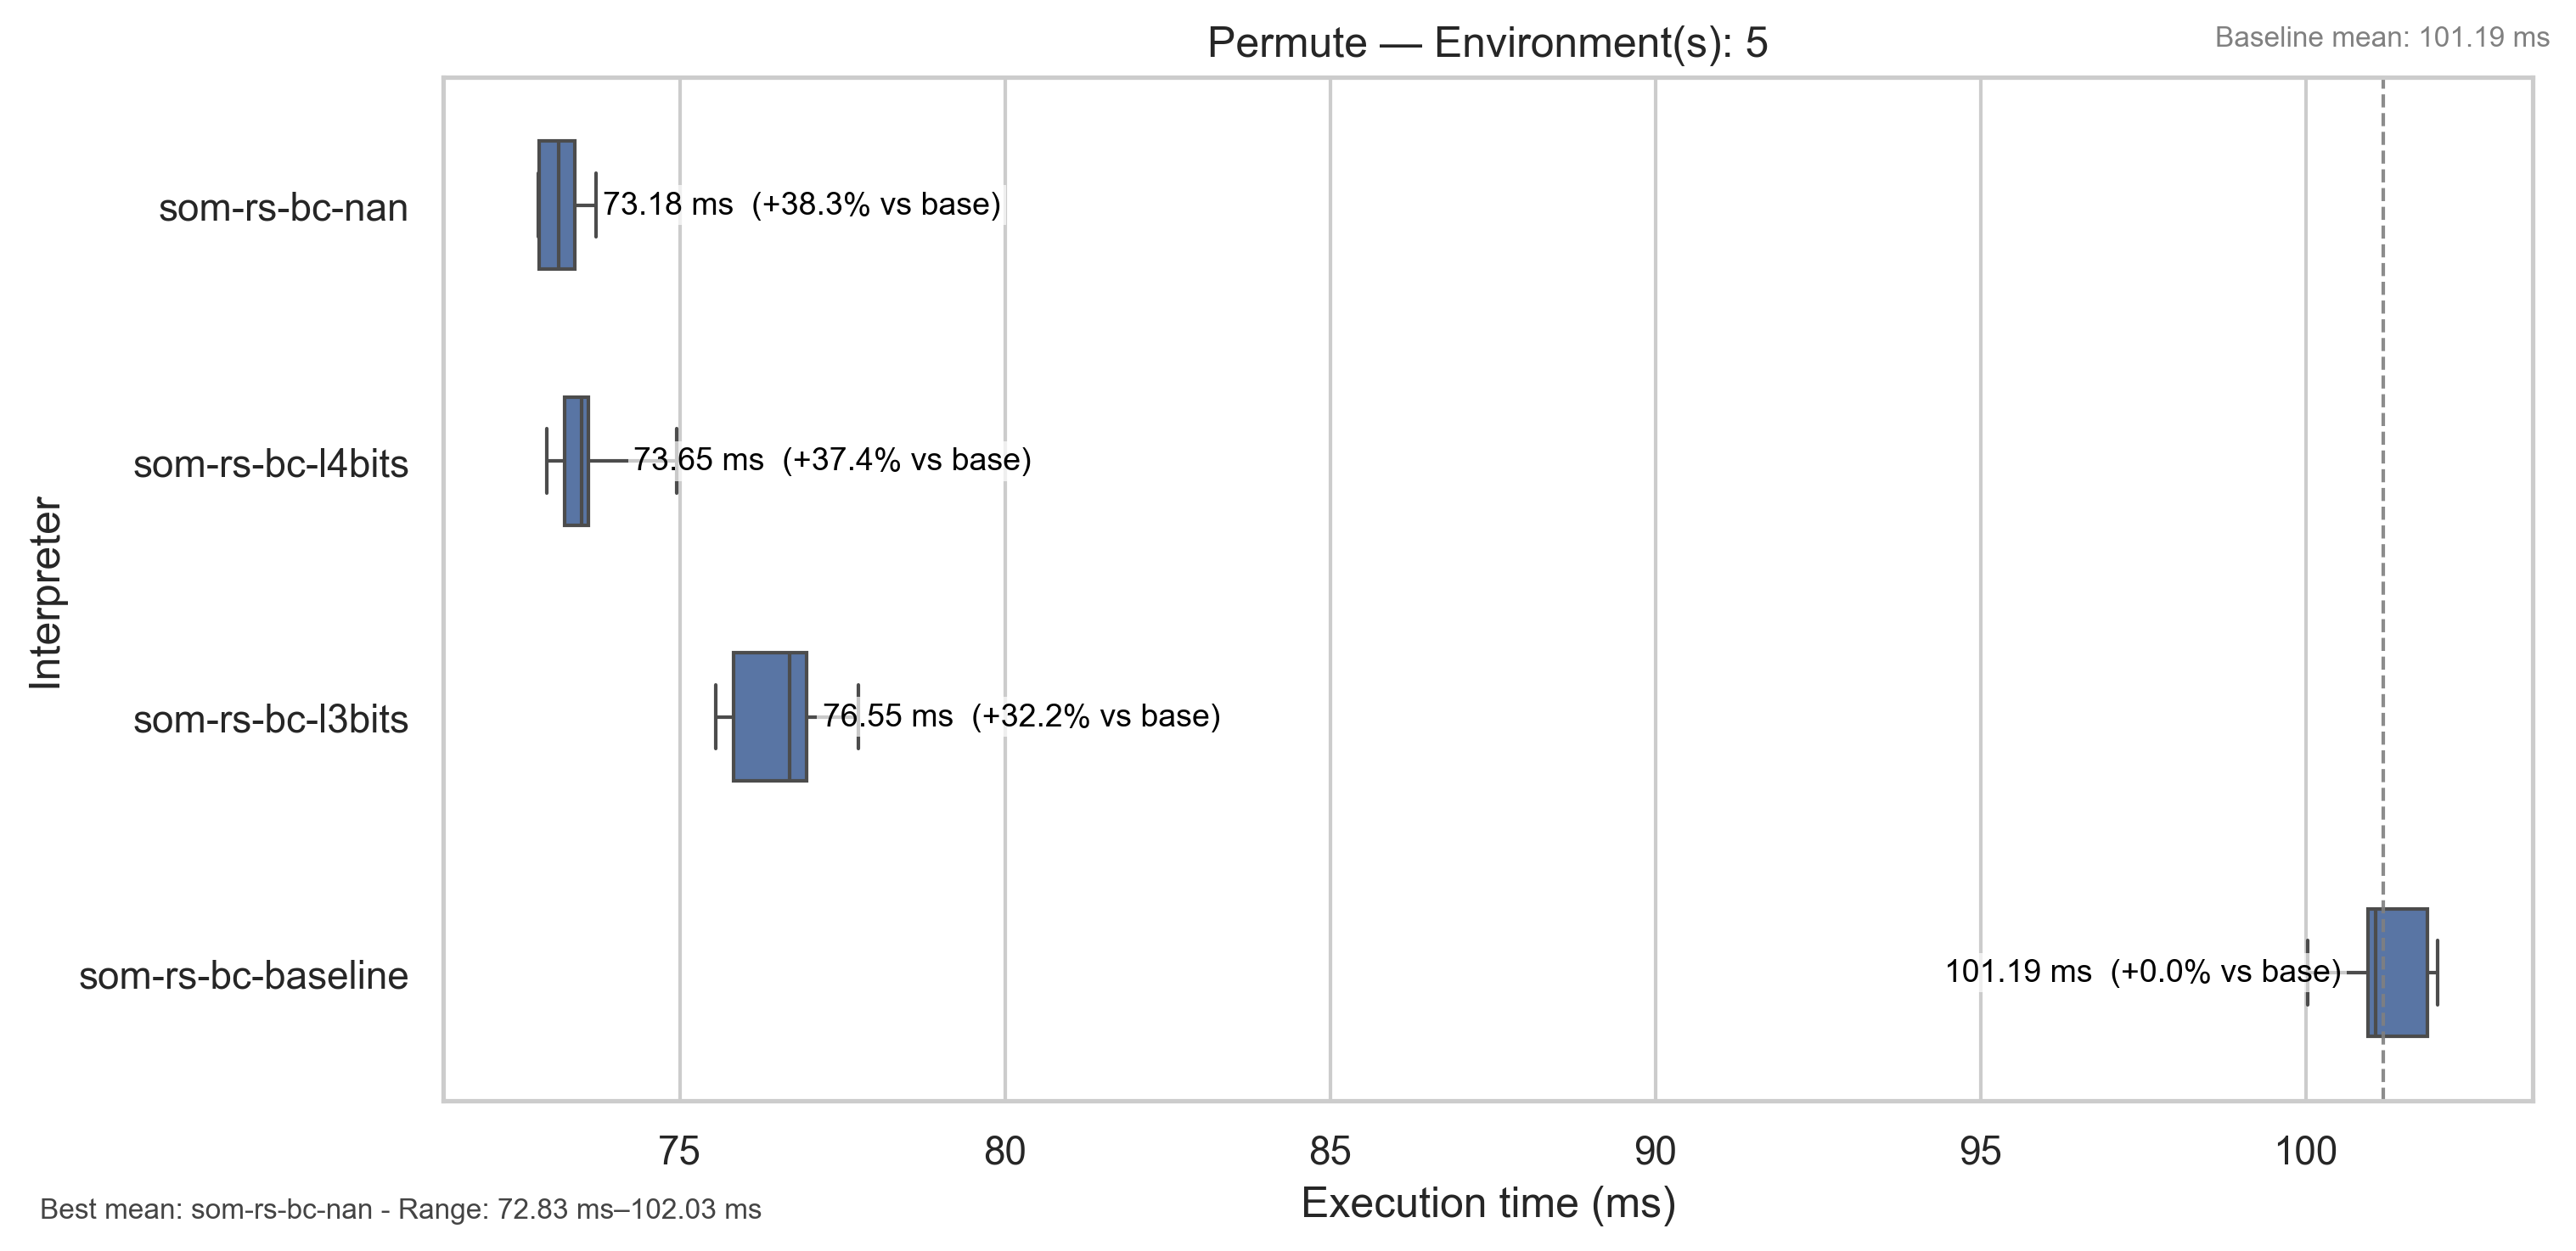 Permute — Environment(s): 5
Baseline mean: 101.19 ms
Interpreter
som-rs-bc-nan
73.18 ms  (+38.3% vs base)
som-rs-bc-l4bits
73.65 ms  (+37.4% vs base)
som-rs-bc-l3bits
76.55 ms  (+32.2% vs base)
som-rs-bc-baseline
101.19 ms  (+0.0% vs base)
75 80 85 90 95 100
Execution time (ms)
Best mean: som-rs-bc-nan - Range: 72.83 ms–102.03 ms